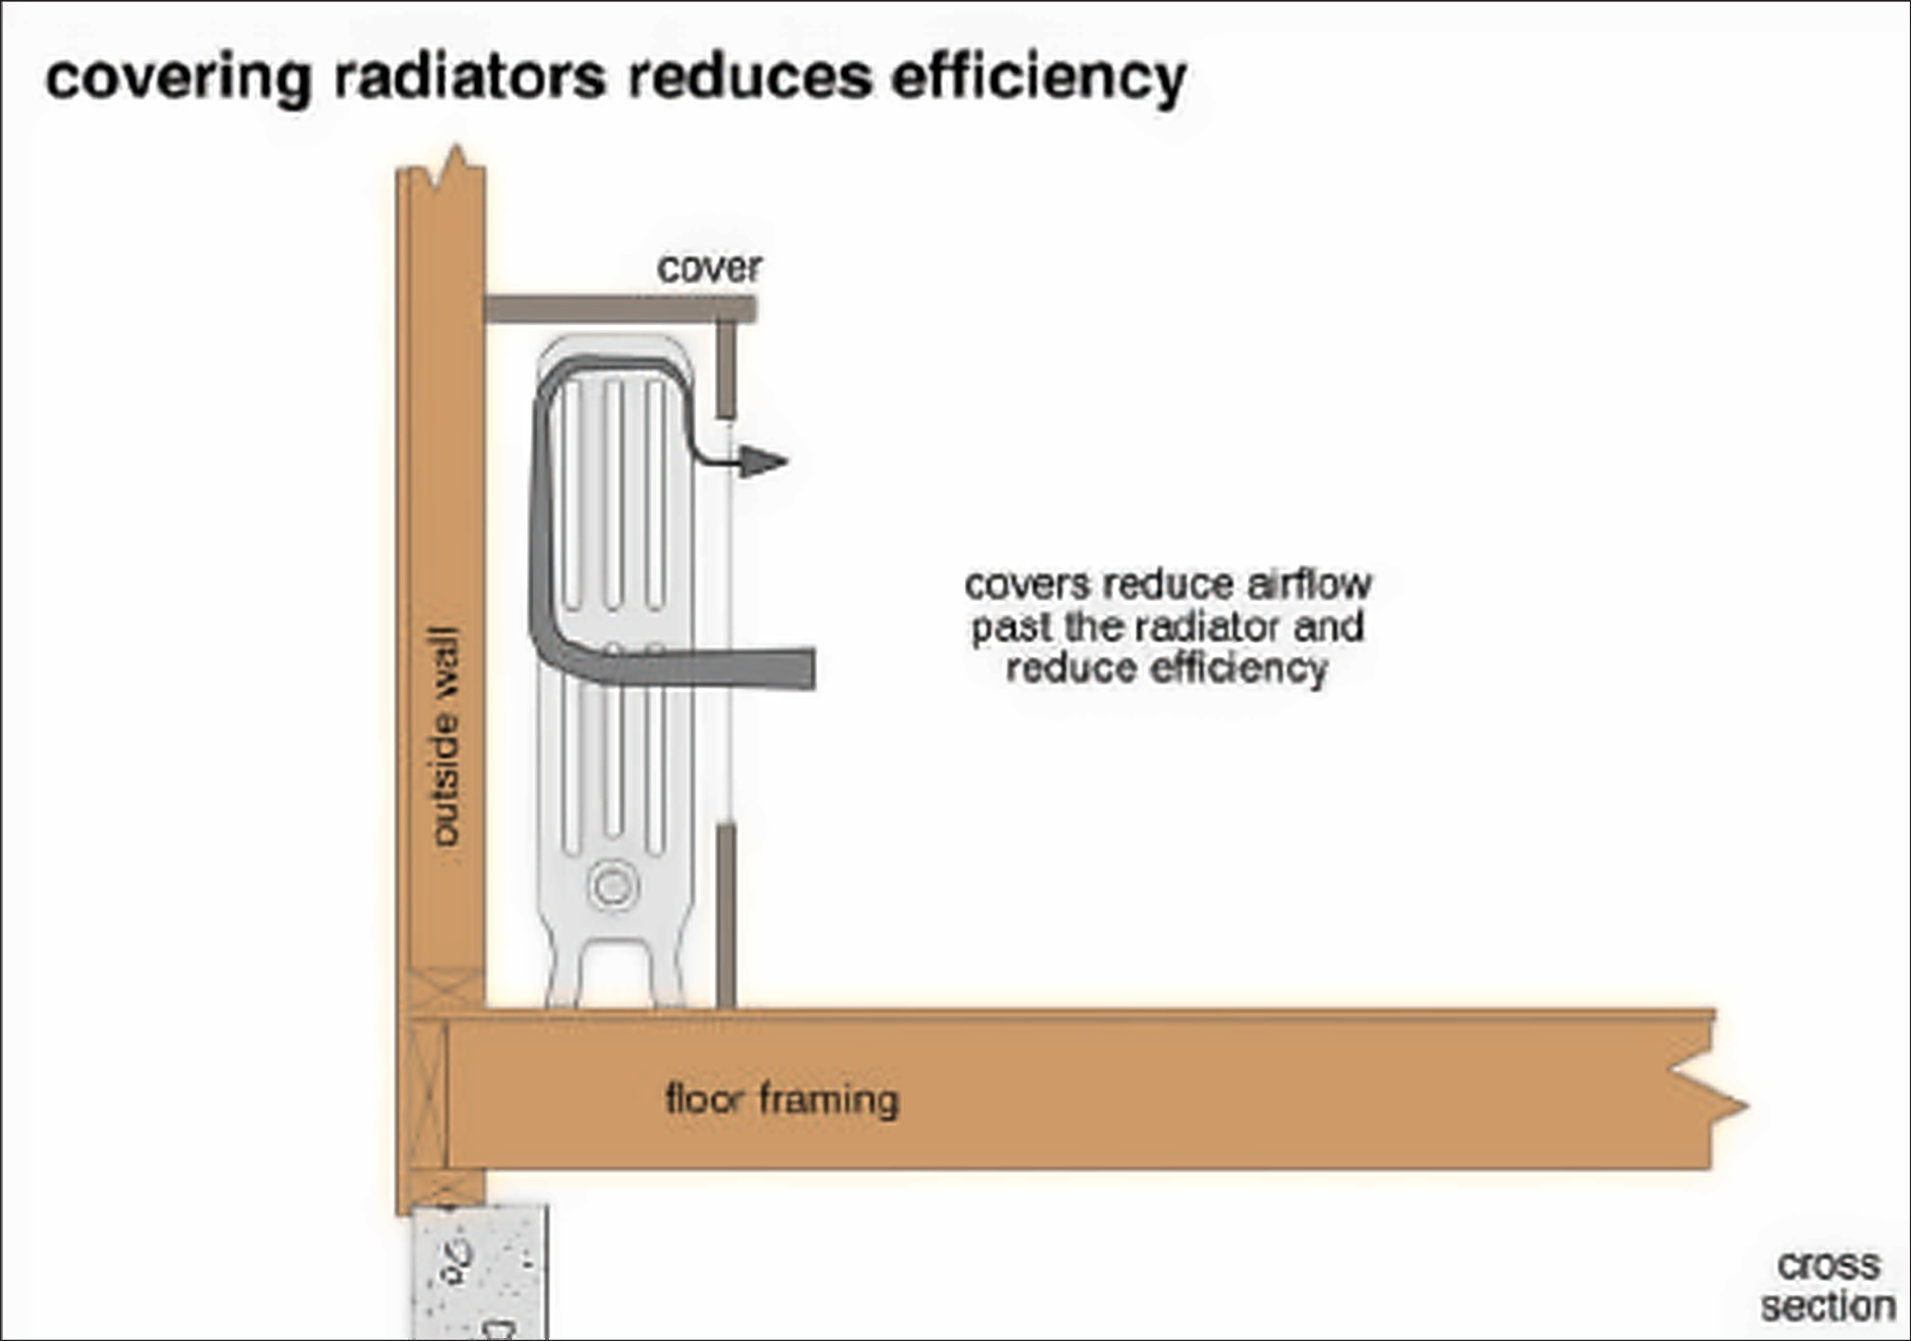 covering radiators reduces efficiency
cover
covers reduce airflow
past the radiator and
reduce efficiency
outside wall
floor framing
cross
section